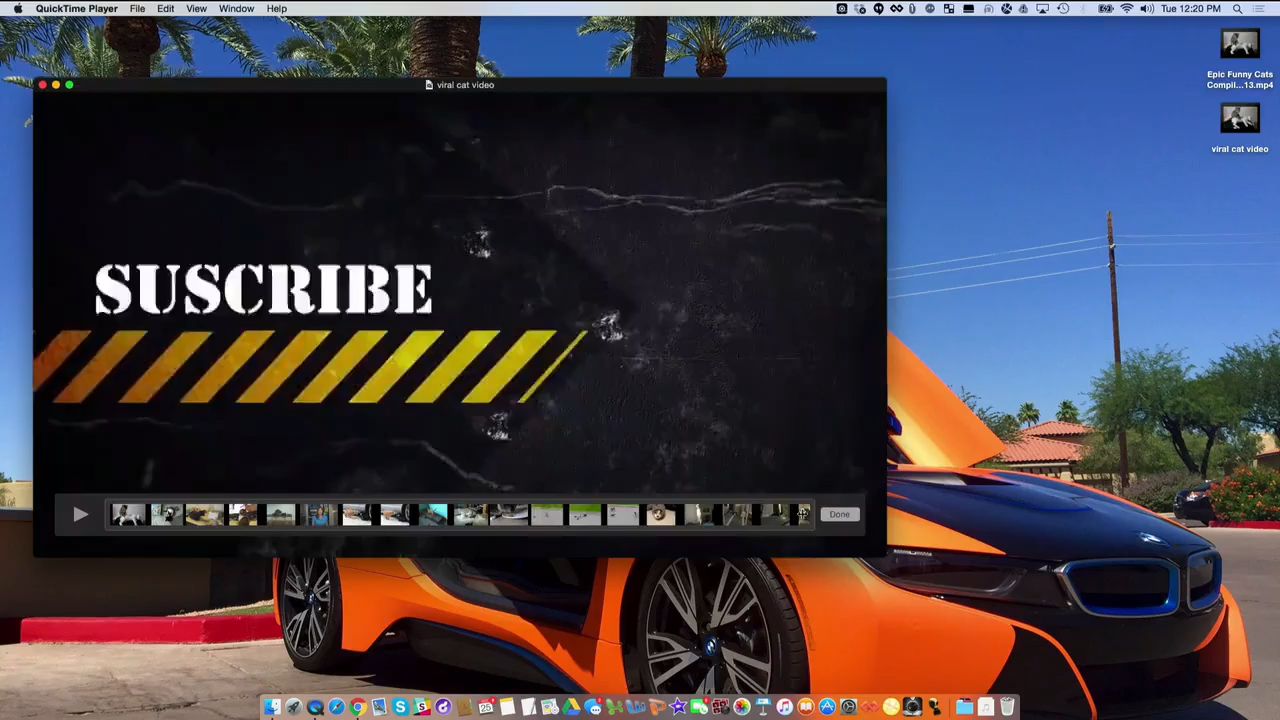 QuickTime Player File Edit View Window Help Tue 12:20 PM
viral cat video
Epic Funny Cats
Compil...13.mp4
viral cat video
SUSCRIBE
Done